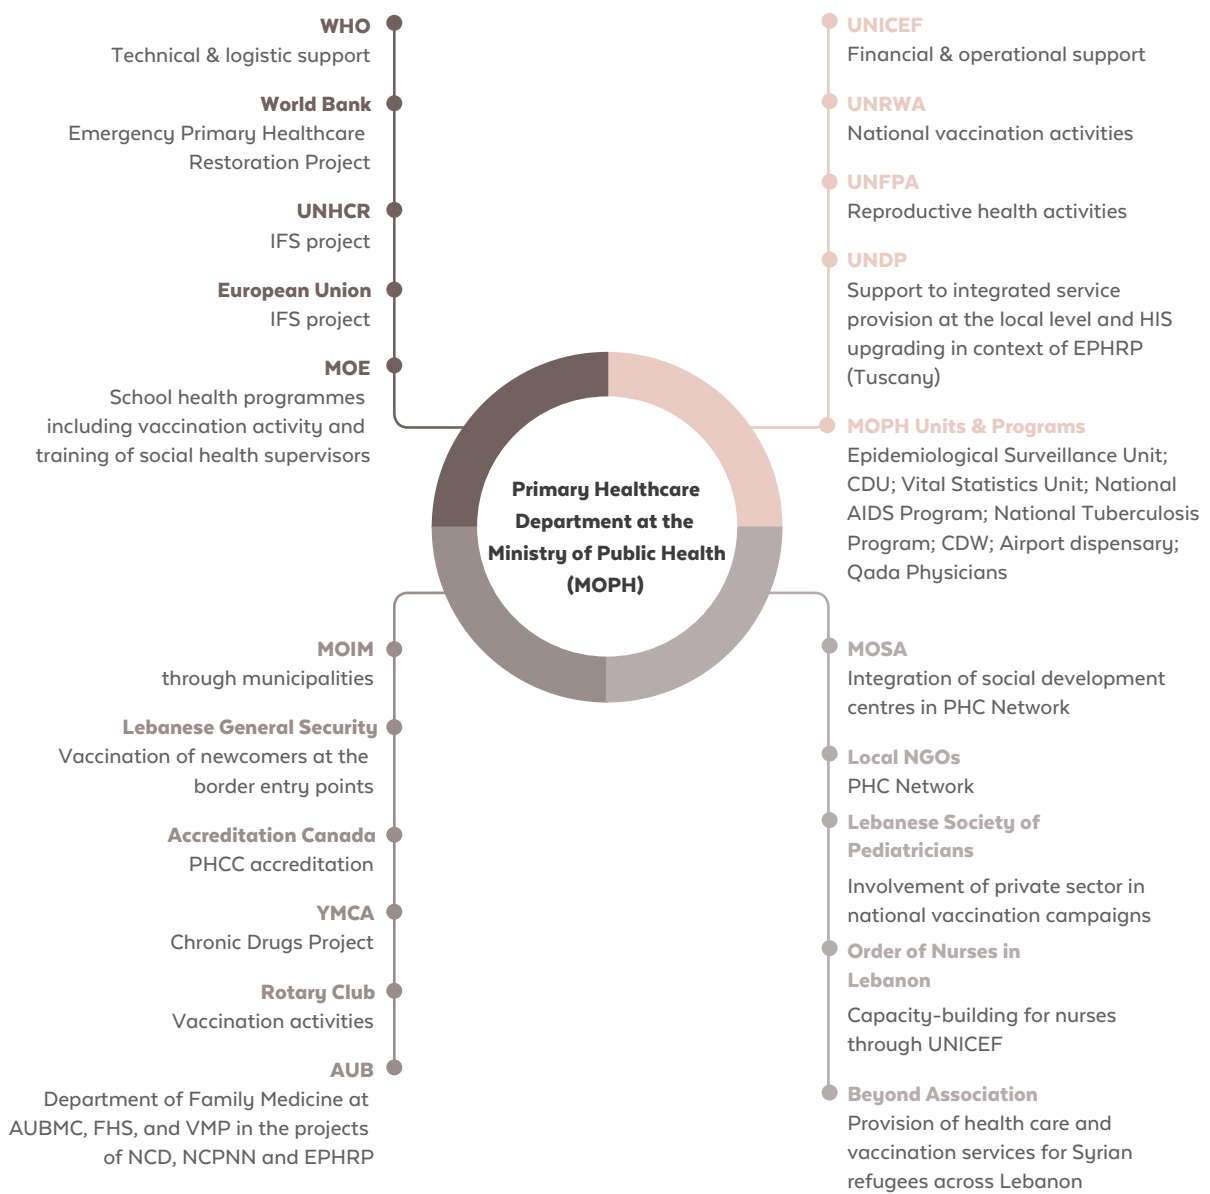 WHO
Technical & logistic support
World Bank
Emergency Primary Healthcare
Restoration Project
UNHCR
IFS project
European Union
IFS project
MOE
School health programmes
including vaccination activity and
training of social health supervisors
UNICEF
Financial & operational support
UNRWA
National vaccination activities
UNFPA
Reproductive health activities
UNDP
Support to integrated service
provision at the local level and HIS
upgrading in context of EPHRP
(Tuscany)
MOPH Units & Programs
Epidemiological Surveillance Unit;
CDU; Vital Statistics Unit; National
AIDS Program; National Tuberculosis
Program; CDW; Airport dispensary;
Qada Physicians
Primary Healthcare
Department at the
Ministry of Public Health
(MOPH)
MOIM
through municipalities
Lebanese General Security
Vaccination of newcomers at the
border entry points
Accreditation Canada
PHCC accreditation
YMCA
Chronic Drugs Project
Rotary Club
Vaccination activities
AUB
Department of Family Medicine at
AUBMC, FHS, and VMP in the projects
of NCD, NCPNN and EPHRP
MOSA
Integration of social development
centres in PHC Network
Local NGOs
PHC Network
Lebanese Society of
Pediatricians
Involvement of private sector in
national vaccination campaigns
Order of Nurses in
Lebanon
Capacity-building for nurses
through UNICEF
Beyond Association
Provision of health care and
vaccination services for Syrian
refugees across Lebanon